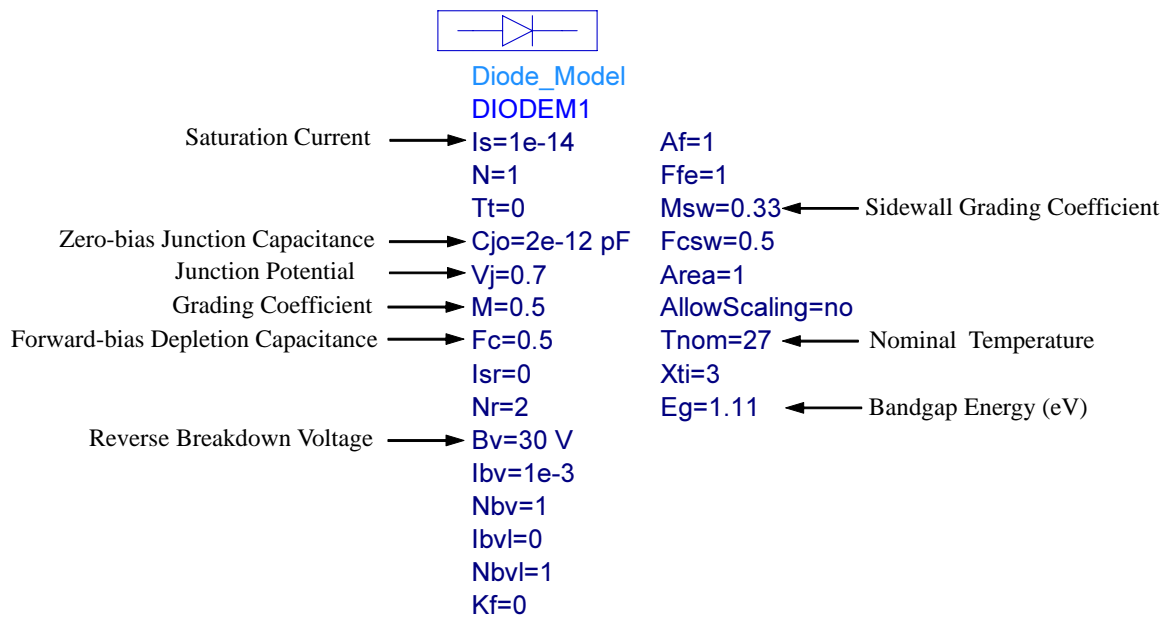 Diode_Model
DIODEM1
Saturation Current Is=1e-14 Af=1
N=1 Ffe=1
Tt=0 Msw=0.33 Sidewall Grading Coefficient
Zero-bias Junction Capacitance Cjo=2e-12 pF Fcsw=0.5
Junction Potential Vj=0.7 Area=1
Grading Coefficient M=0.5 AllowScaling=no
Forward-bias Depletion Capacitance Fc=0.5 Tnom=27 Nominal Temperature
Isr=0 Xti=3
Nr=2 Eg=1.11 Bandgap Energy (eV)
Reverse Breakdown Voltage Bv=30 V
Ibv=1e-3
Nbv=1
Ibvl=0
Nbvl=1
Kf=0